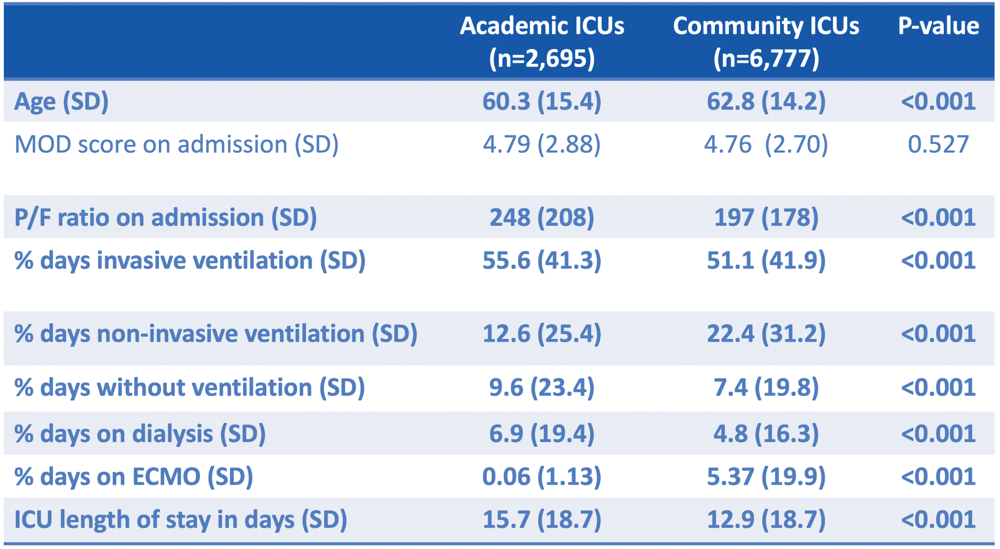 Academic ICUs Community ICUs P-value
(n=2,695) (n=6,777)
Age (SD) 60.3 (15.4) 62.8 (14.2) <0.001
MOD score on admission (SD) 4.79 (2.88) 4.76 (2.70) 0.527
P/F ratio on admission (SD) 248 (208) 197 (178) <0.001
% days invasive ventilation (SD) 55.6 (41.3) 51.1 (41.9) <0.001
% days non-invasive ventilation (SD) 12.6 (25.4) 22.4 (31.2) <0.001
% days without ventilation (SD) 9.6 (23.4) 7.4 (19.8) <0.001
% days on dialysis (SD) 6.9 (19.4) 4.8 (16.3) <0.001
% days on ECMO (SD) 0.06 (1.13) 5.37 (19.9) <0.001
ICU length of stay in days (SD) 15.7 (18.7) 12.9 (18.7) <0.001